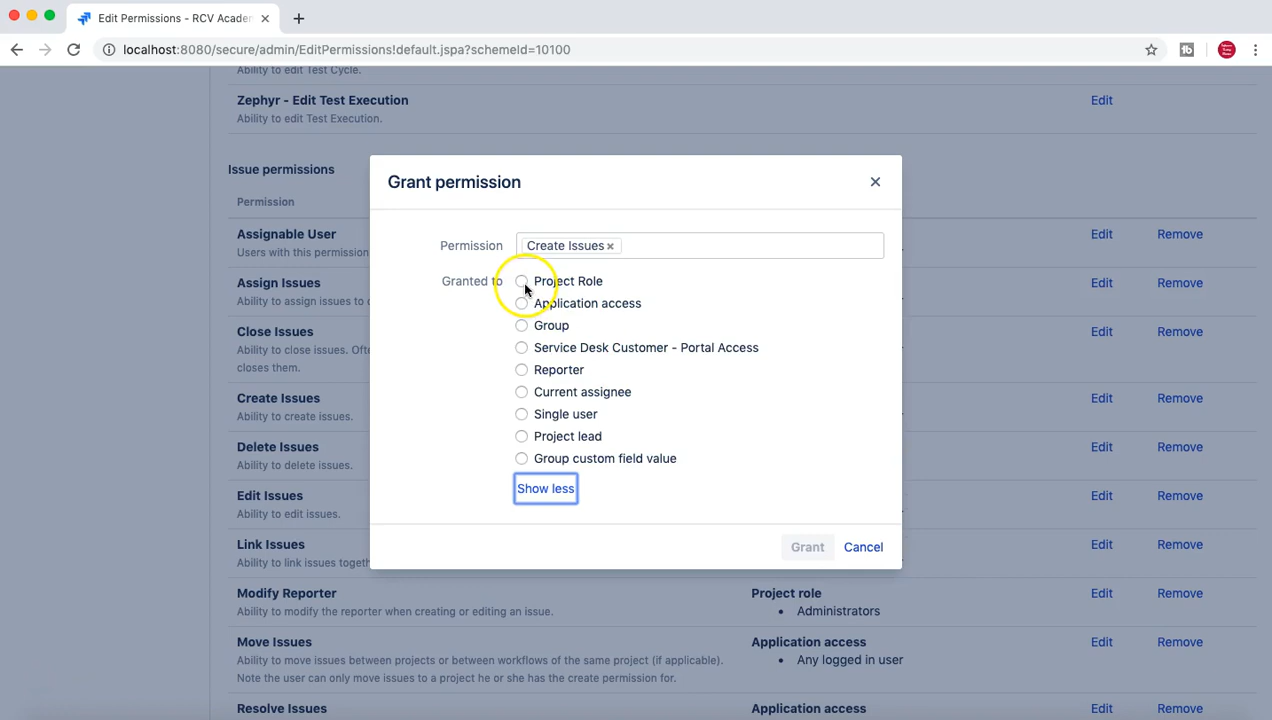 Edit Permissions - RCV Acade
localhost:8080/secure/admin/EditPermissions!default.jspa?schemeId=10100
Ability to edit Test Cycle.
Zephyr - Edit Test Execution
Edit
Ability to edit Test Execution.
Issue permissions
Permission
Assignable User
Edit
Remove
Users with this permission
Assign Issues
Edit
Remove
Ability to assign issues to
Close Issues
Edit
Remove
Ability to close issues.
closes them.
Create Issues
Edit
Remove
Ability to create issues.
Delete Issues
Edit
Remove
Ability to delete issues.
Edit Issues
Edit
Remove
Ability to edit issues.
Link Issues
Edit
Remove
Ability to link issues
Modify Reporter
Project role
Edit
Remove
Ability to modify the reporter when creating or editing an issue.
• Administrators
Move Issues
Application access
Edit
Remove
Ability to move issues between projects or between workflows of the same project (if applicable).
• Any logged in user
Note the user can only move issues to a project he or she has the create permission for.
Resolve Issues
Application access
Edit
Remove
Grant permission
Permission
Create Issues
Granted to
Project Role
Application access
Group
Service Desk Customer - Portal Access
Reporter
Current assignee
Single user
Project lead
Group custom field value
Show less
Grant
Cancel